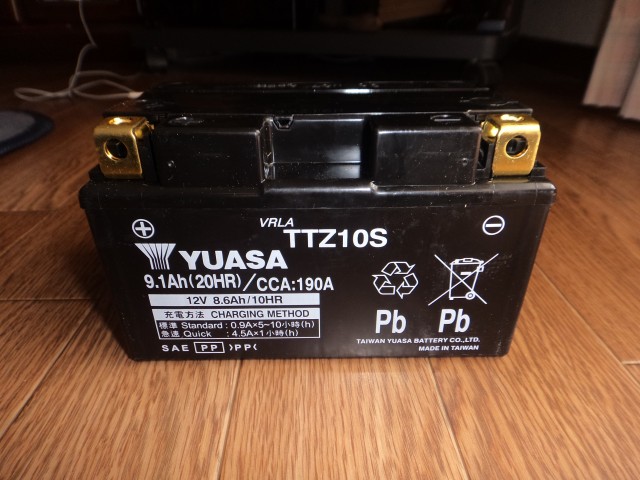 VRLA TTZ10S
YUASA
9.1Ah(20HR)/CCA:190A
12V 8.6Ah/10HR
充電方法 CHARGING METHOD
標準 Standard : 0.9A×5~10小時(h)
急速 Quick : 4.5A×1小時(h)
SAE PP >PP<
Pb Pb
TAIWAN YUASA BATTERY CO.,LTD.
MADE IN TAIWAN